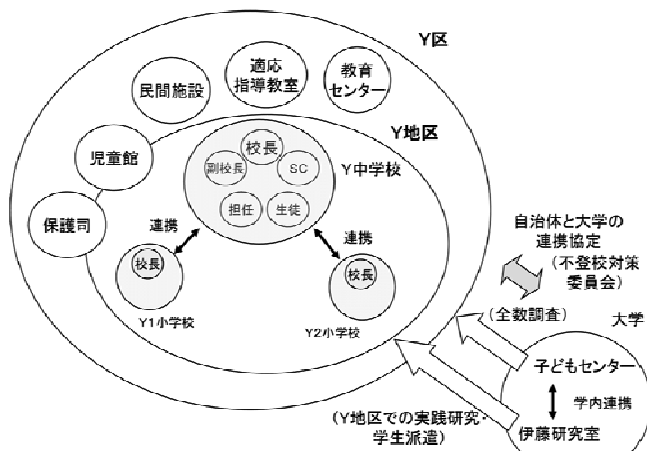 Y区
適応
指導教室
教育
センター
民間施設
Y地区
児童館
校長
副校長
SC
Y中学校
担任
生徒
保護司
連携
連携
校長
校長
Y1小学校
Y2小学校
自治体と大学の
連携協定
(不登校対策
委員会)
(全数調査)
大学
子どもセンター
学内連携
伊藤研究室
(Y地区での実践研究・
学生派遣)